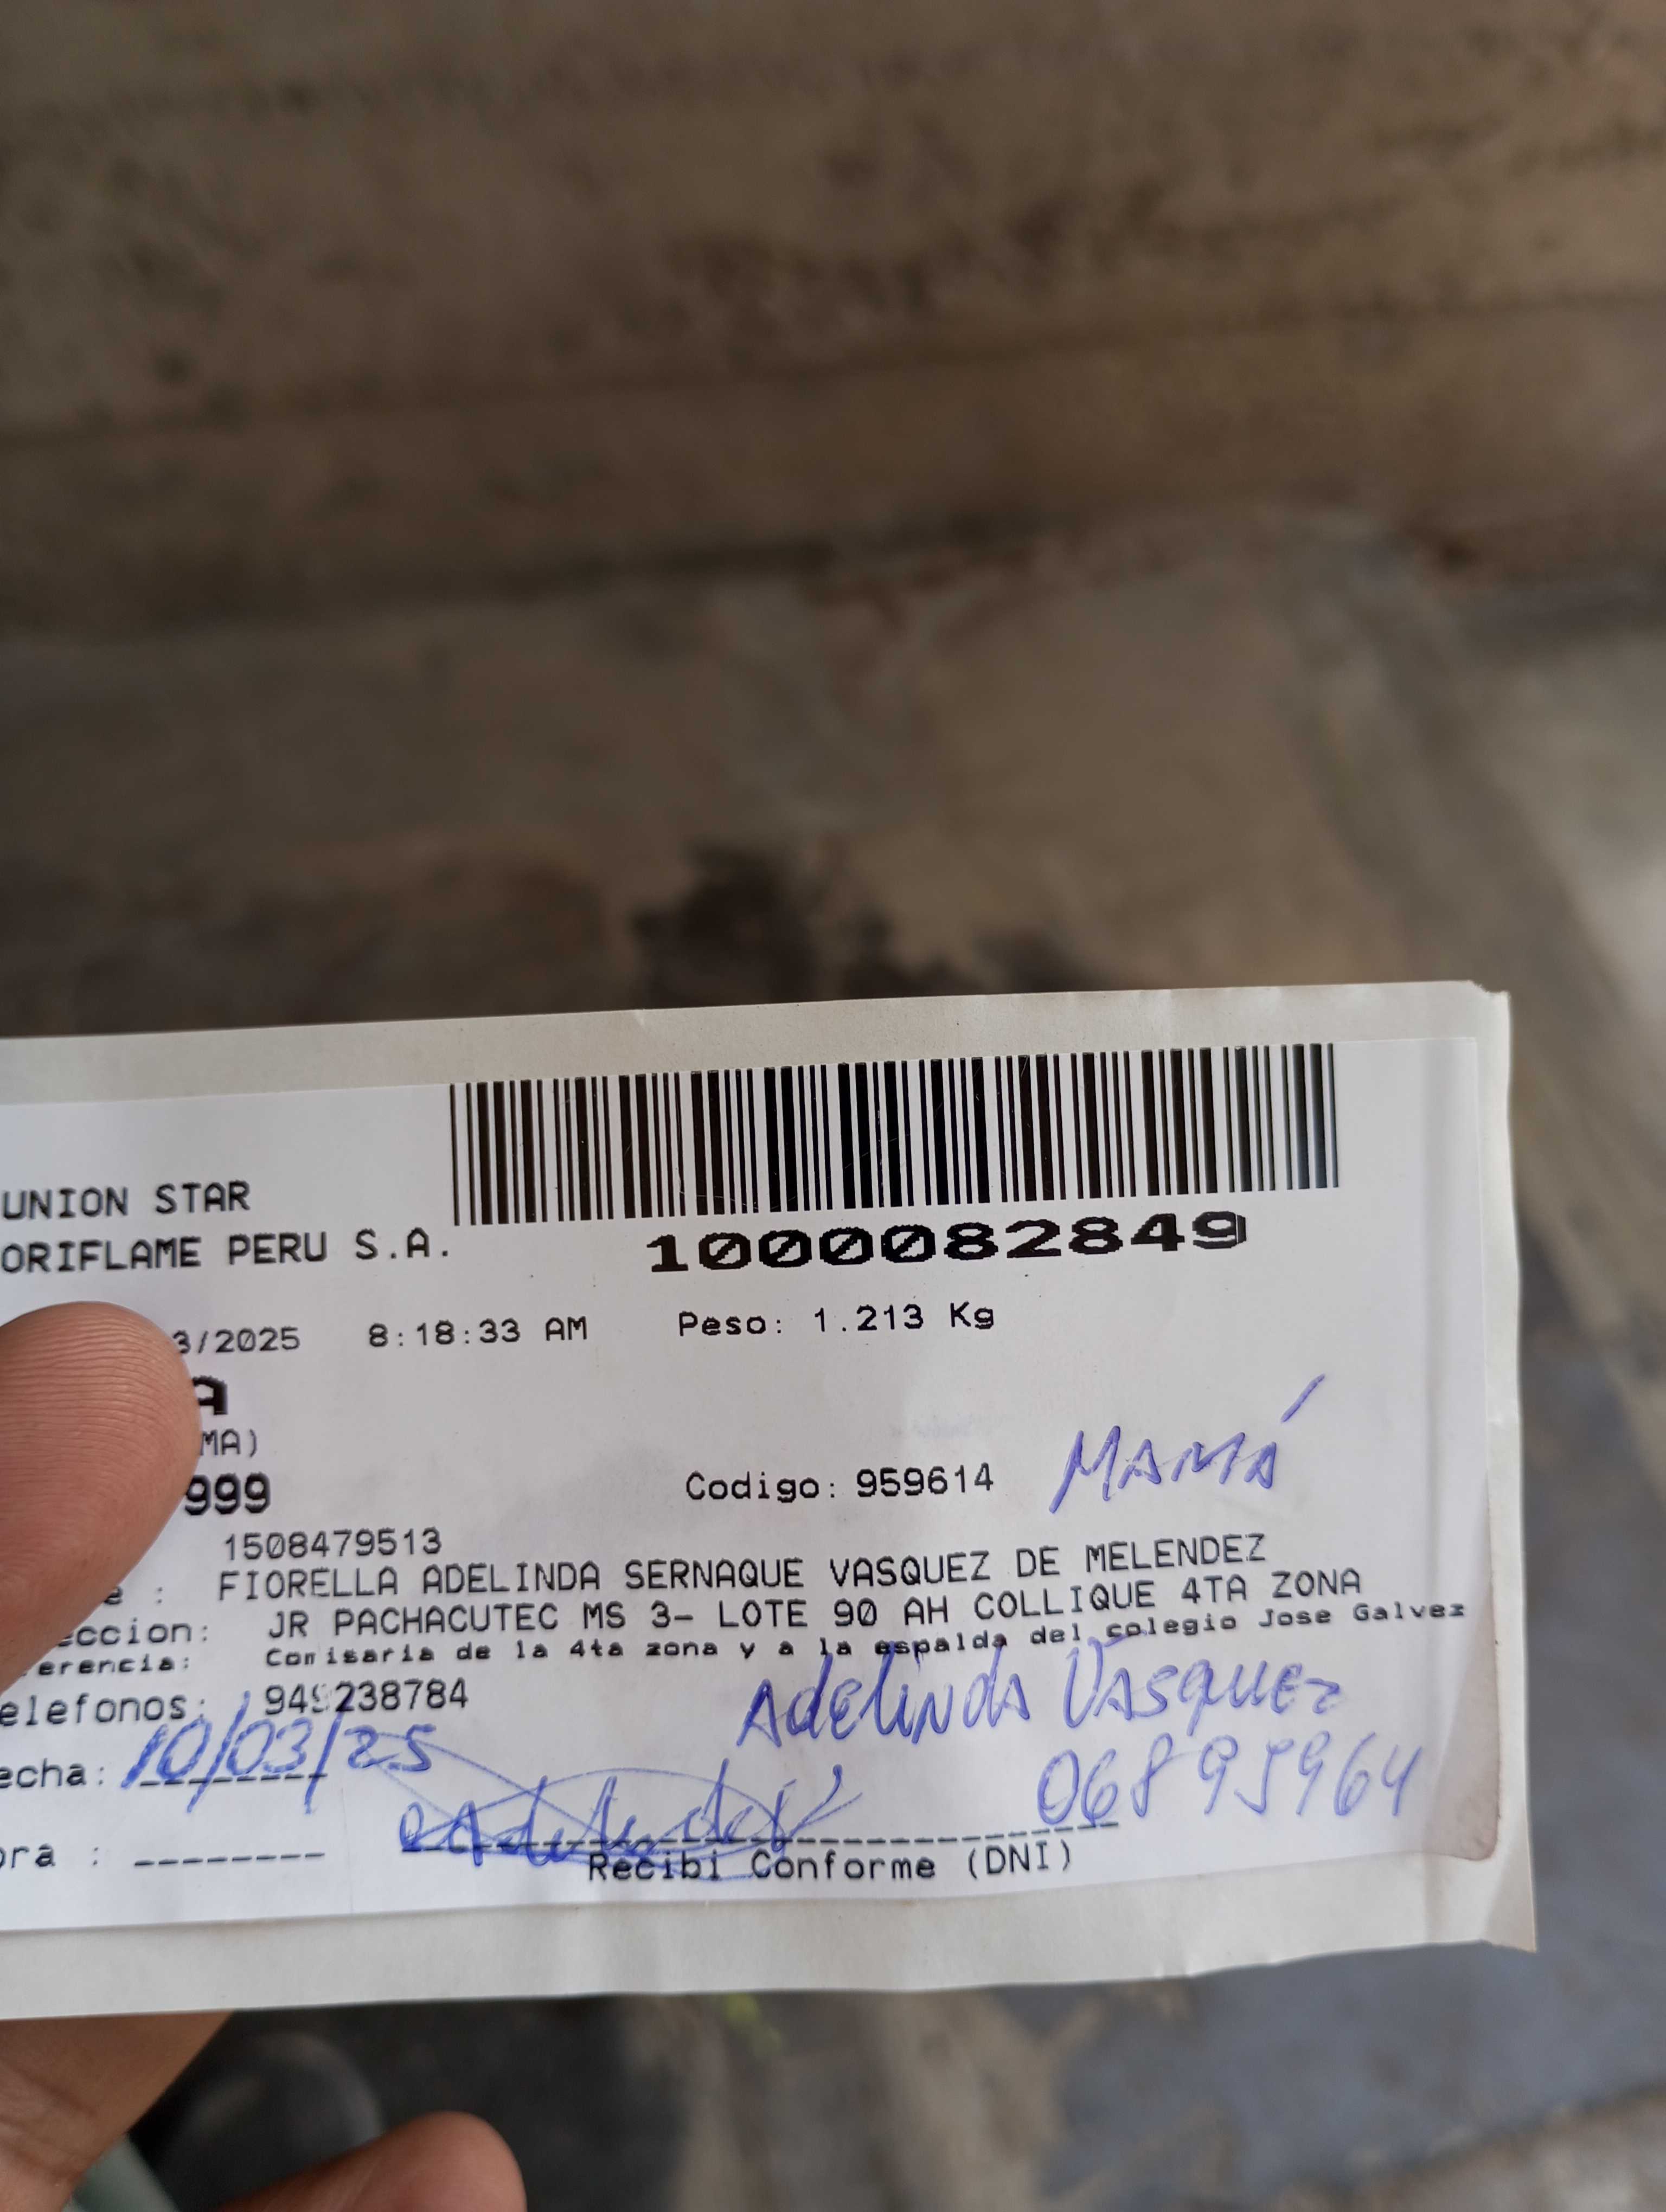 UNION STAR
ORIFLAME PERU S.A.
1000082849
3/2025 8:18:33 AM Peso: 1.213 Kg
A
MA)
999
Codigo: 959614 MAMÁ
1508479513
e : FIORELLA ADELINDA SERNAQUE VASQUEZ DE MELENDEZ
eccion: JR PACHACUTEC MS 3- LOTE 90 AH COLLIQUE 4TA ZONA
erencia: Comisaria de la 4ta zona y a la espalda del colegio Jose Galvez
elefonos: 949238784
Adelinda Vasquez
echa: 10/03/25
06895964
ora :
Recibi Conforme (DNI)